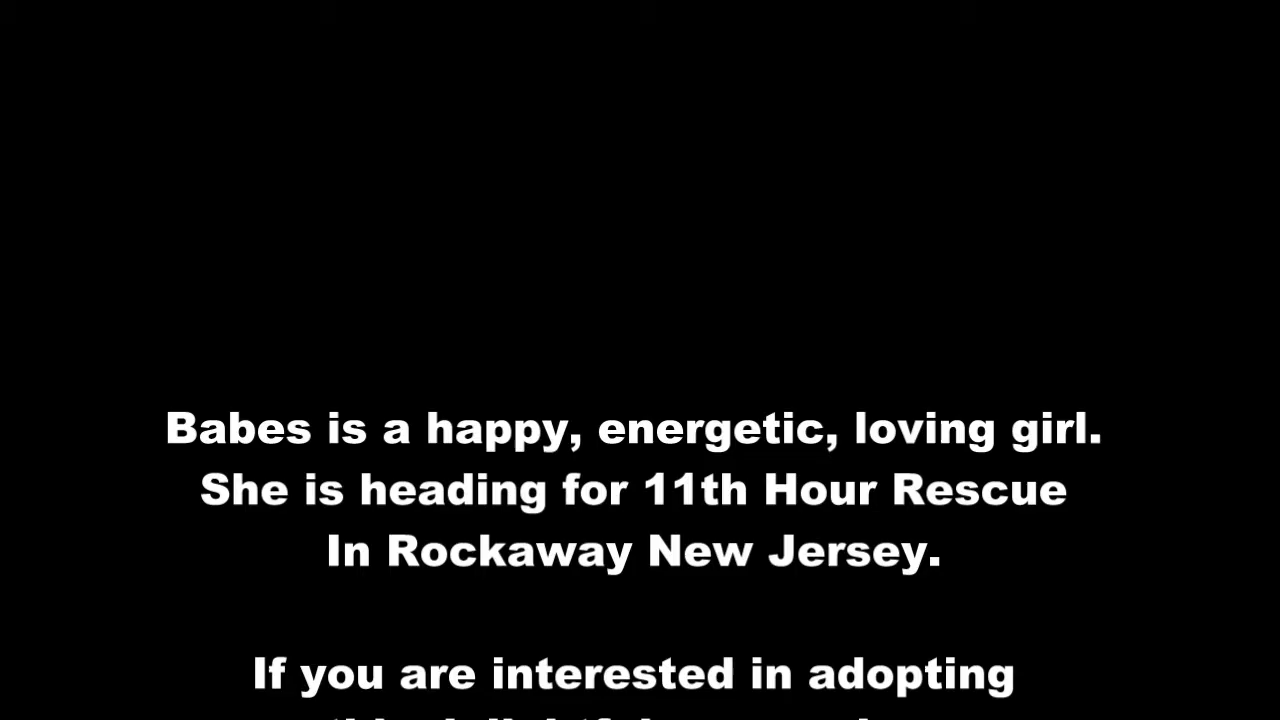 Babes is a happy, energetic, loving girl.
She is heading for 11th Hour Rescue
In Rockaway New Jersey.
If you are interested in adopting